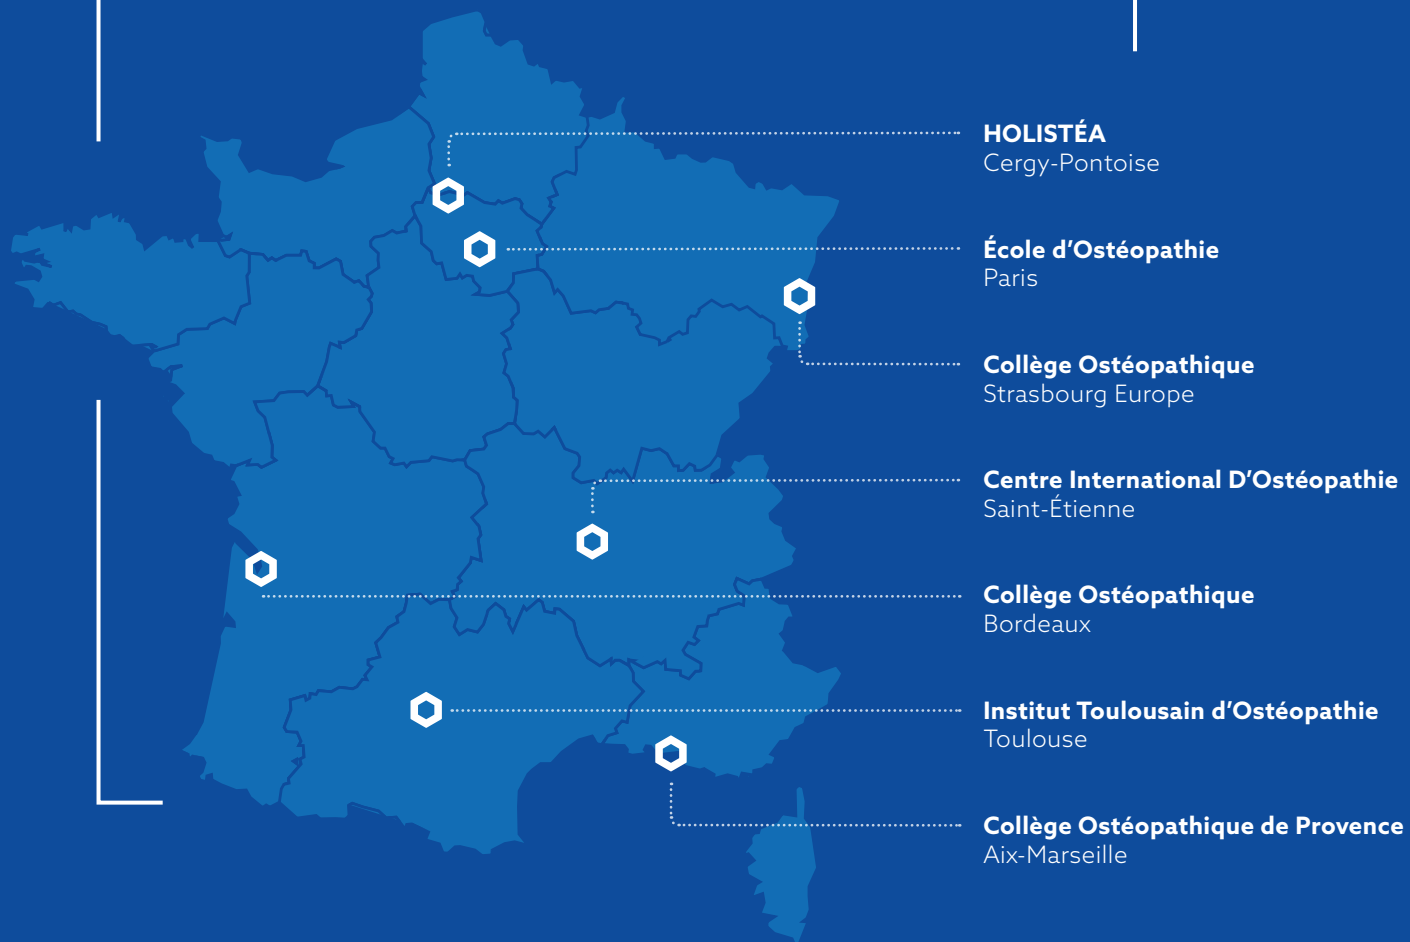 HOLISTÉA
Cergy-Pontoise
École d’Ostéopathie
Paris
Collège Ostéopathique
Strasbourg Europe
Centre International D’Ostéopathie
Saint-Étienne
Collège Ostéopathique
Bordeaux
Institut Toulousain d’Ostéopathie
Toulouse
Collège Ostéopathique de Provence
Aix-Marseille